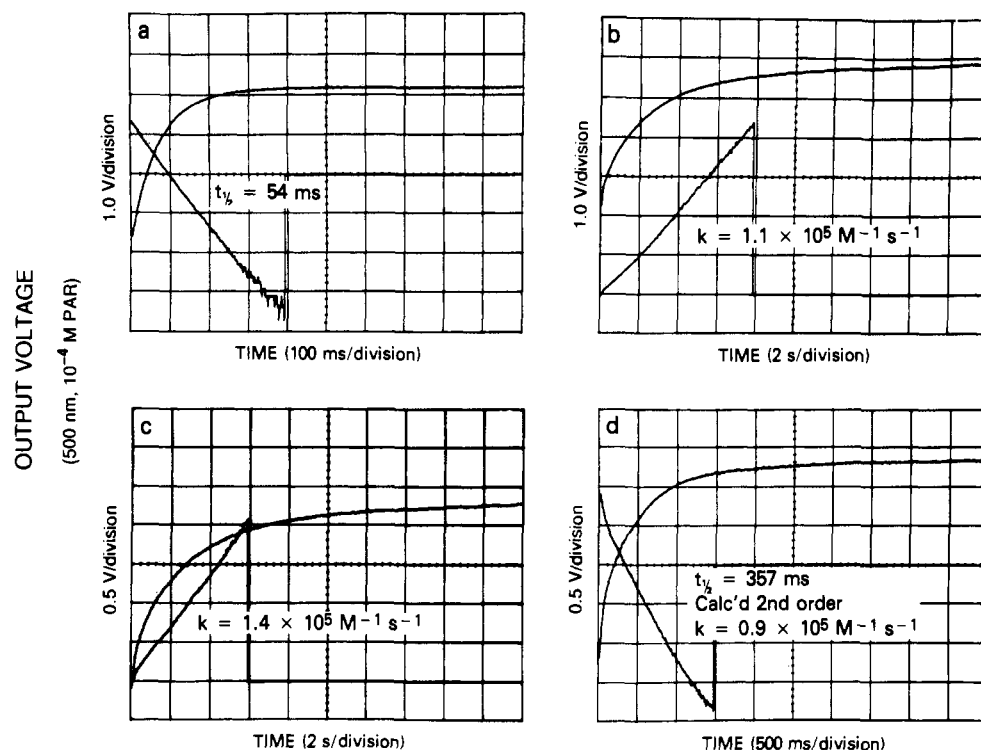 OUTPUT VOLTAGE
(500 nm, 10⁻⁴ M PAR)
a
1.0 V/division
t½ = 54 ms
TIME (100 ms/division)
b
1.0 V/division
k = 1.1 × 10⁵ M⁻¹ s⁻¹
TIME (2 s/division)
c
0.5 V/division
k = 1.4 × 10⁵ M⁻¹ s⁻¹
TIME (2 s/division)
d
0.5 V/division
t½ = 357 ms
Calc'd 2nd order
k = 0.9 × 10⁵ M⁻¹ s⁻¹
TIME (500 ms/division)